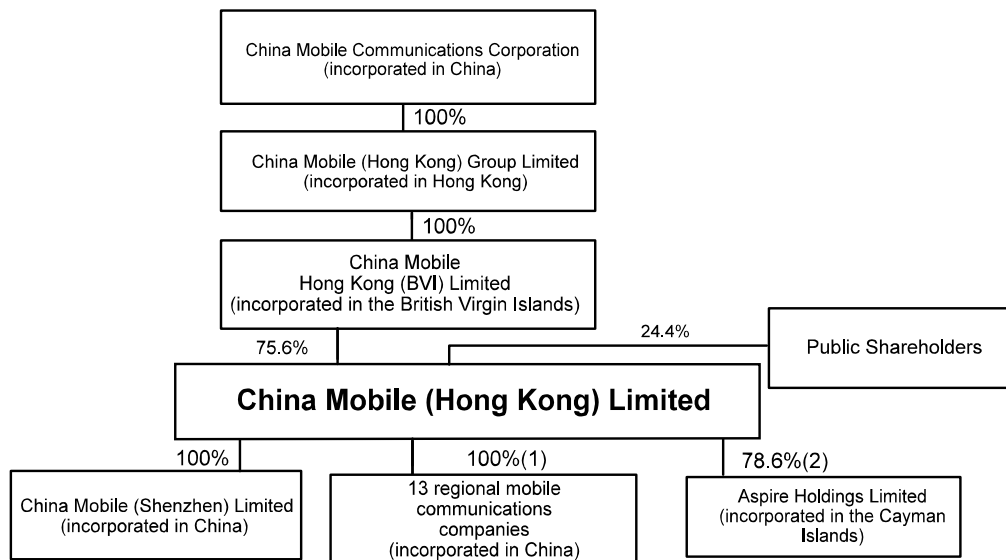 China Mobile Communications Corporation
(incorporated in China)
100%
China Mobile (Hong Kong) Group Limited
(incorporated in Hong Kong)
100%
China Mobile
Hong Kong (BVI) Limited
(incorporated in the British Virgin Islands)
75.6%
24.4%
Public Shareholders
China Mobile (Hong Kong) Limited
100%
100%(1)
78.6%(2)
China Mobile (Shenzhen) Limited
(incorporated in China)
13 regional mobile
communications
companies
(incorporated in China)
Aspire Holdings Limited
(incorporated in the Cayman
Islands)